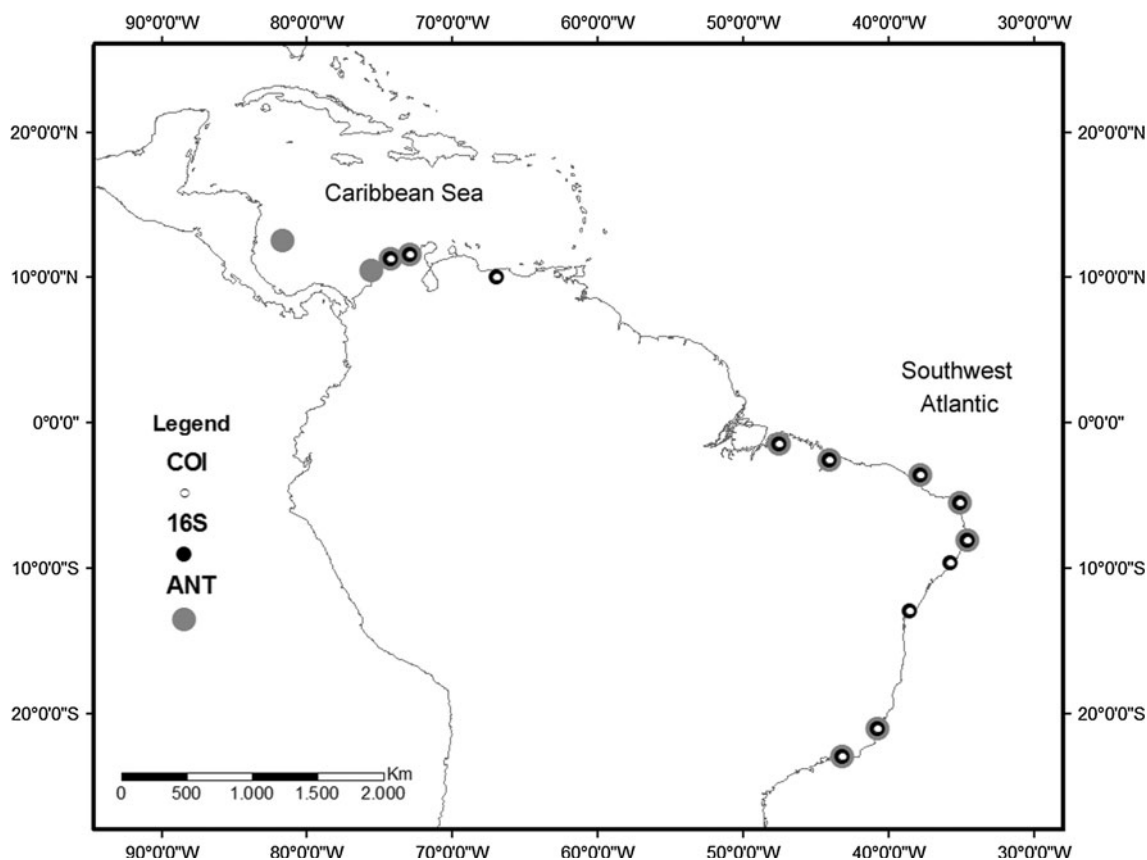 90°0'0"W 80°0'0"W 70°0'0"W 60°0'0"W 50°0'0"W 40°0'0"W 30°0'0"W
20°0'0"N 20°0'0"N
Caribbean Sea
10°0'0"N 10°0'0"N
Southwest
Atlantic
0°0'0" 0°0'0"
Legend
COI
16S
ANT
10°0'0"S 10°0'0"S
20°0'0"S 20°0'0"S
Km
0 500 1.000 1.500 2.000
90°0'0"W 80°0'0"W 70°0'0"W 60°0'0"W 50°0'0"W 40°0'0"W 30°0'0"W